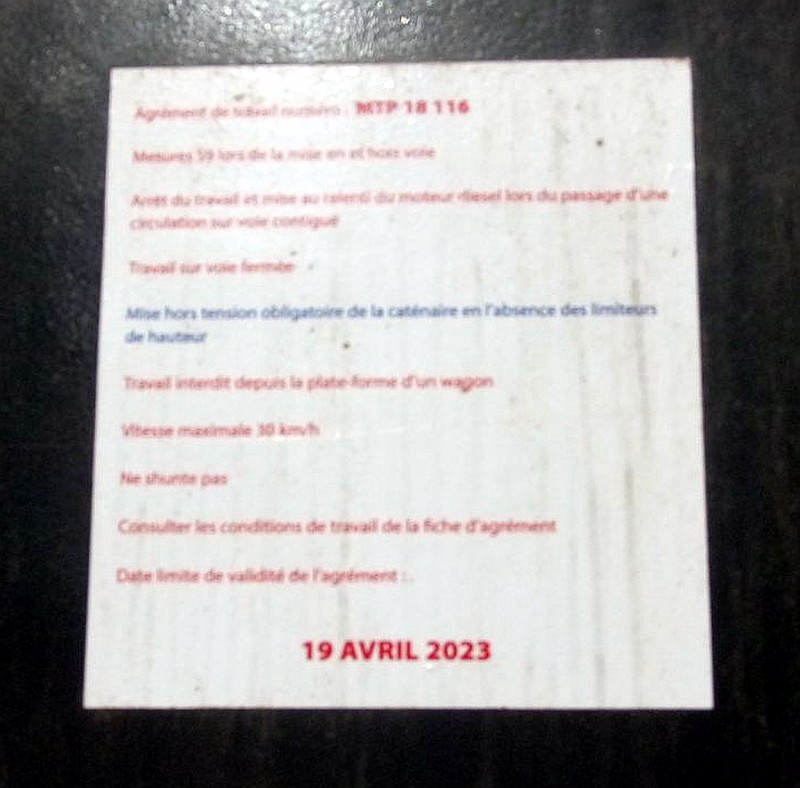 Agrément de travail numéro : MTP 18 116
Mesures S9 lors de la mise en et hors voie
Arrêt du travail et mise au ralenti du moteur diesel lors du passage d'une
circulation sur voie contiguë
Travail sur voie fermée
Mise hors tension obligatoire de la caténaire en l'absence des limiteurs
de hauteur
Travail interdit depuis la plate-forme d'un wagon
Vitesse maximale 30 km/h
Ne shunte pas
Consulter les conditions de travail de la fiche d'agrément
Date limite de validité de l'agrément :
19 AVRIL 2023